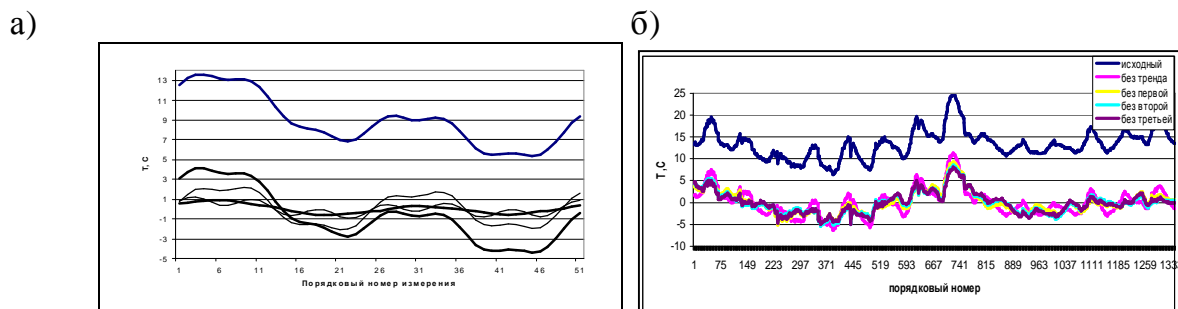 а)
б)
T, C
13
11
9
7
5
3
1
-1
-3
-5
1 6 11 16 21 26 31 36 41 46 51
Порядковый номер измерения
исходный
без тренда
без первой
без второй
без третьей
T ,C
25
20
15
10
5
0
-5
-10
1 75 149 223 297 371 445 519 593 667 741 815 889 963 1037 1111 1185 1259 133
порядковый номер